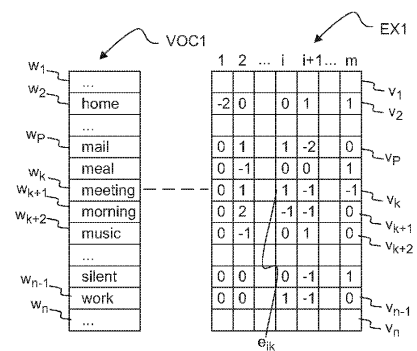 VOC1 EX1
1 2 ... i i+1 ... m
w1 ... v1
w2 home -2 0 0 1 1 v2
...
wP mail 0 1 1 -2 0 vP
meal 0 -1 0 0 1
wk meeting 0 1 1 -1 -1 vk
wk+1 morning 0 2 -1 -1 0 vk+1
wk+2 music 0 -1 0 1 0 vk+2
...
wn-1 silent 0 0 0 -1 1
work 0 0 1 -1 0 vn-1
wn ... vn
eik